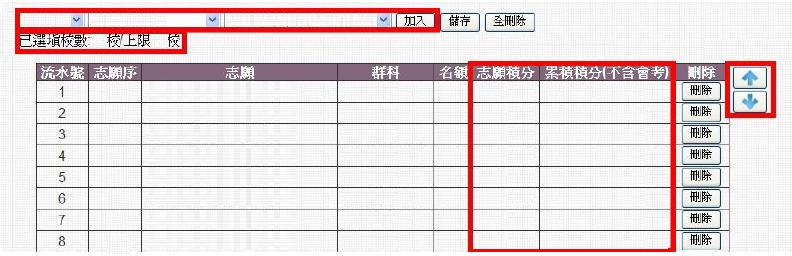 加入 儲存 全刪除
已選填校數: 校/上限 校
流水號 志願序 志願 群科 名額 志願積分 累積積分(不含會考) 刪除
1 刪除
2 刪除
3 刪除
4 刪除
5 刪除
6 刪除
7 刪除
8 刪除